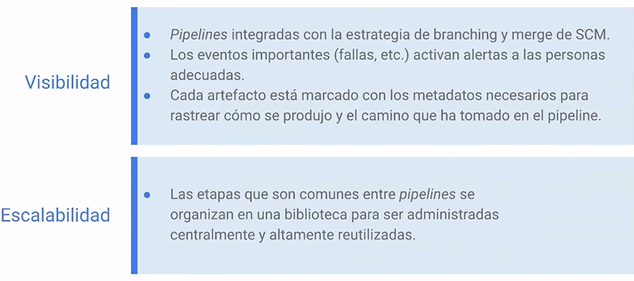 Visibilidad
● Pipelines integradas con la estrategia de branching y merge de SCM.
● Los eventos importantes (fallas, etc.) activan alertas a las personas
adecuadas.
● Cada artefacto está marcado con los metadatos necesarios para
rastrear cómo se produjo y el camino que ha tomado en el pipeline.
Escalabilidad
● Las etapas que son comunes entre pipelines se
organizan en una biblioteca para ser administradas
centralmente y altamente reutilizadas.